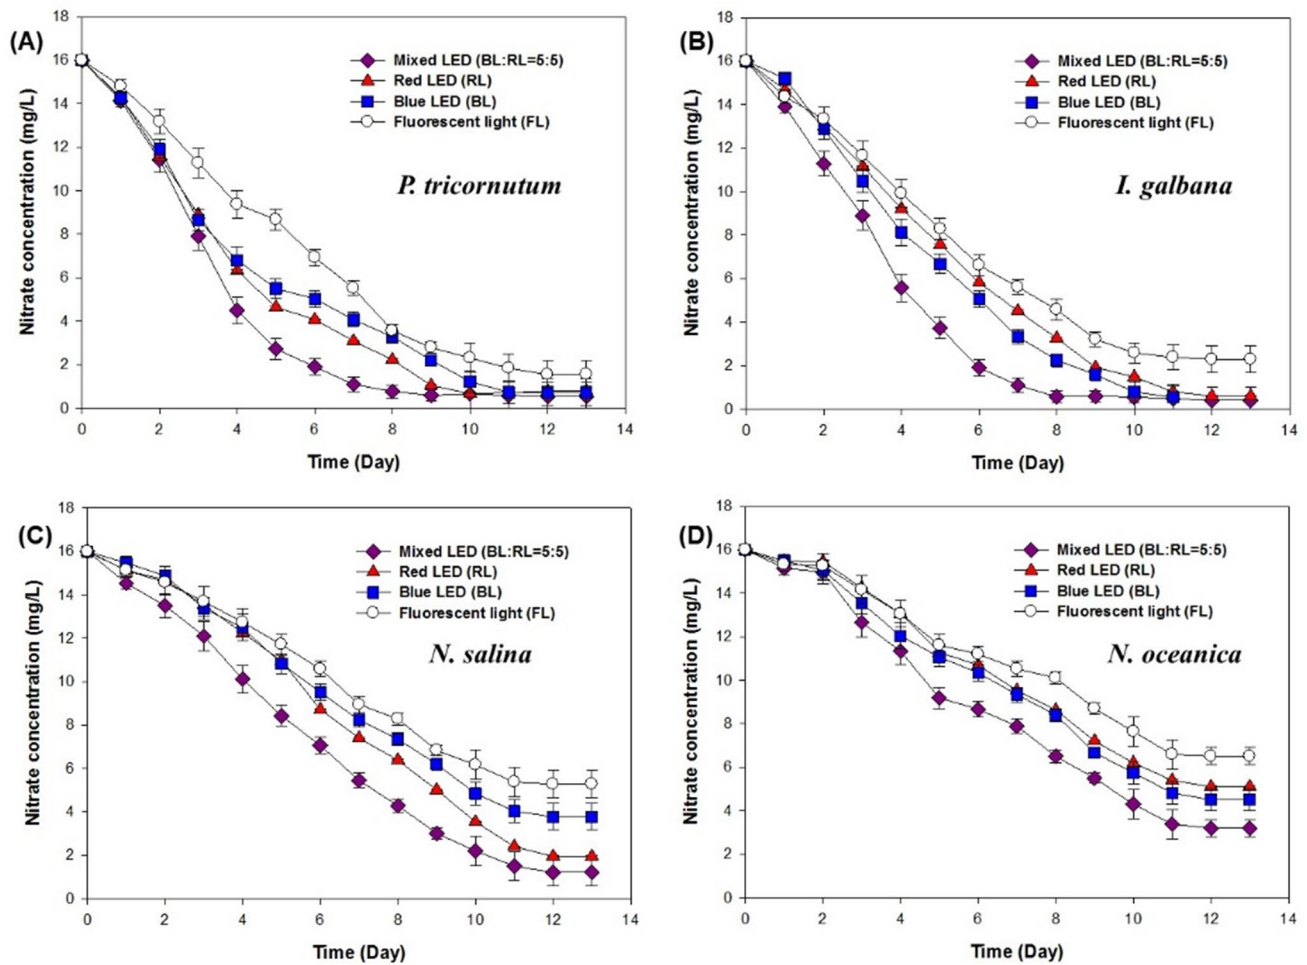 (A)
Nitrate concentration (mg/L)
18
16
14
12
10
8
6
4
2
0
Mixed LED (BL:RL=5:5)
Red LED (RL)
Blue LED (BL)
Fluorescent light (FL)
P. tricornutum
0 2 4 6 8 10 12 14
Time (Day)
(B)
Nitrate concentration (mg/L)
18
16
14
12
10
8
6
4
2
0
Mixed LED (BL:RL=5:5)
Red LED (RL)
Blue LED (BL)
Fluorescent light (FL)
I. galbana
0 2 4 6 8 10 12 14
Time (Day)
(C)
Nitrate concentration (mg/L)
18
16
14
12
10
8
6
4
2
0
Mixed LED (BL:RL=5:5)
Red LED (RL)
Blue LED (BL)
Fluorescent light (FL)
N. salina
0 2 4 6 8 10 12 14
Time (Day)
(D)
Nitrate concentration (mg/L)
18
16
14
12
10
8
6
4
2
0
Mixed LED (BL:RL=5:5)
Red LED (RL)
Blue LED (BL)
Fluorescent light (FL)
N. oceanica
0 2 4 6 8 10 12 14
Time (Day)